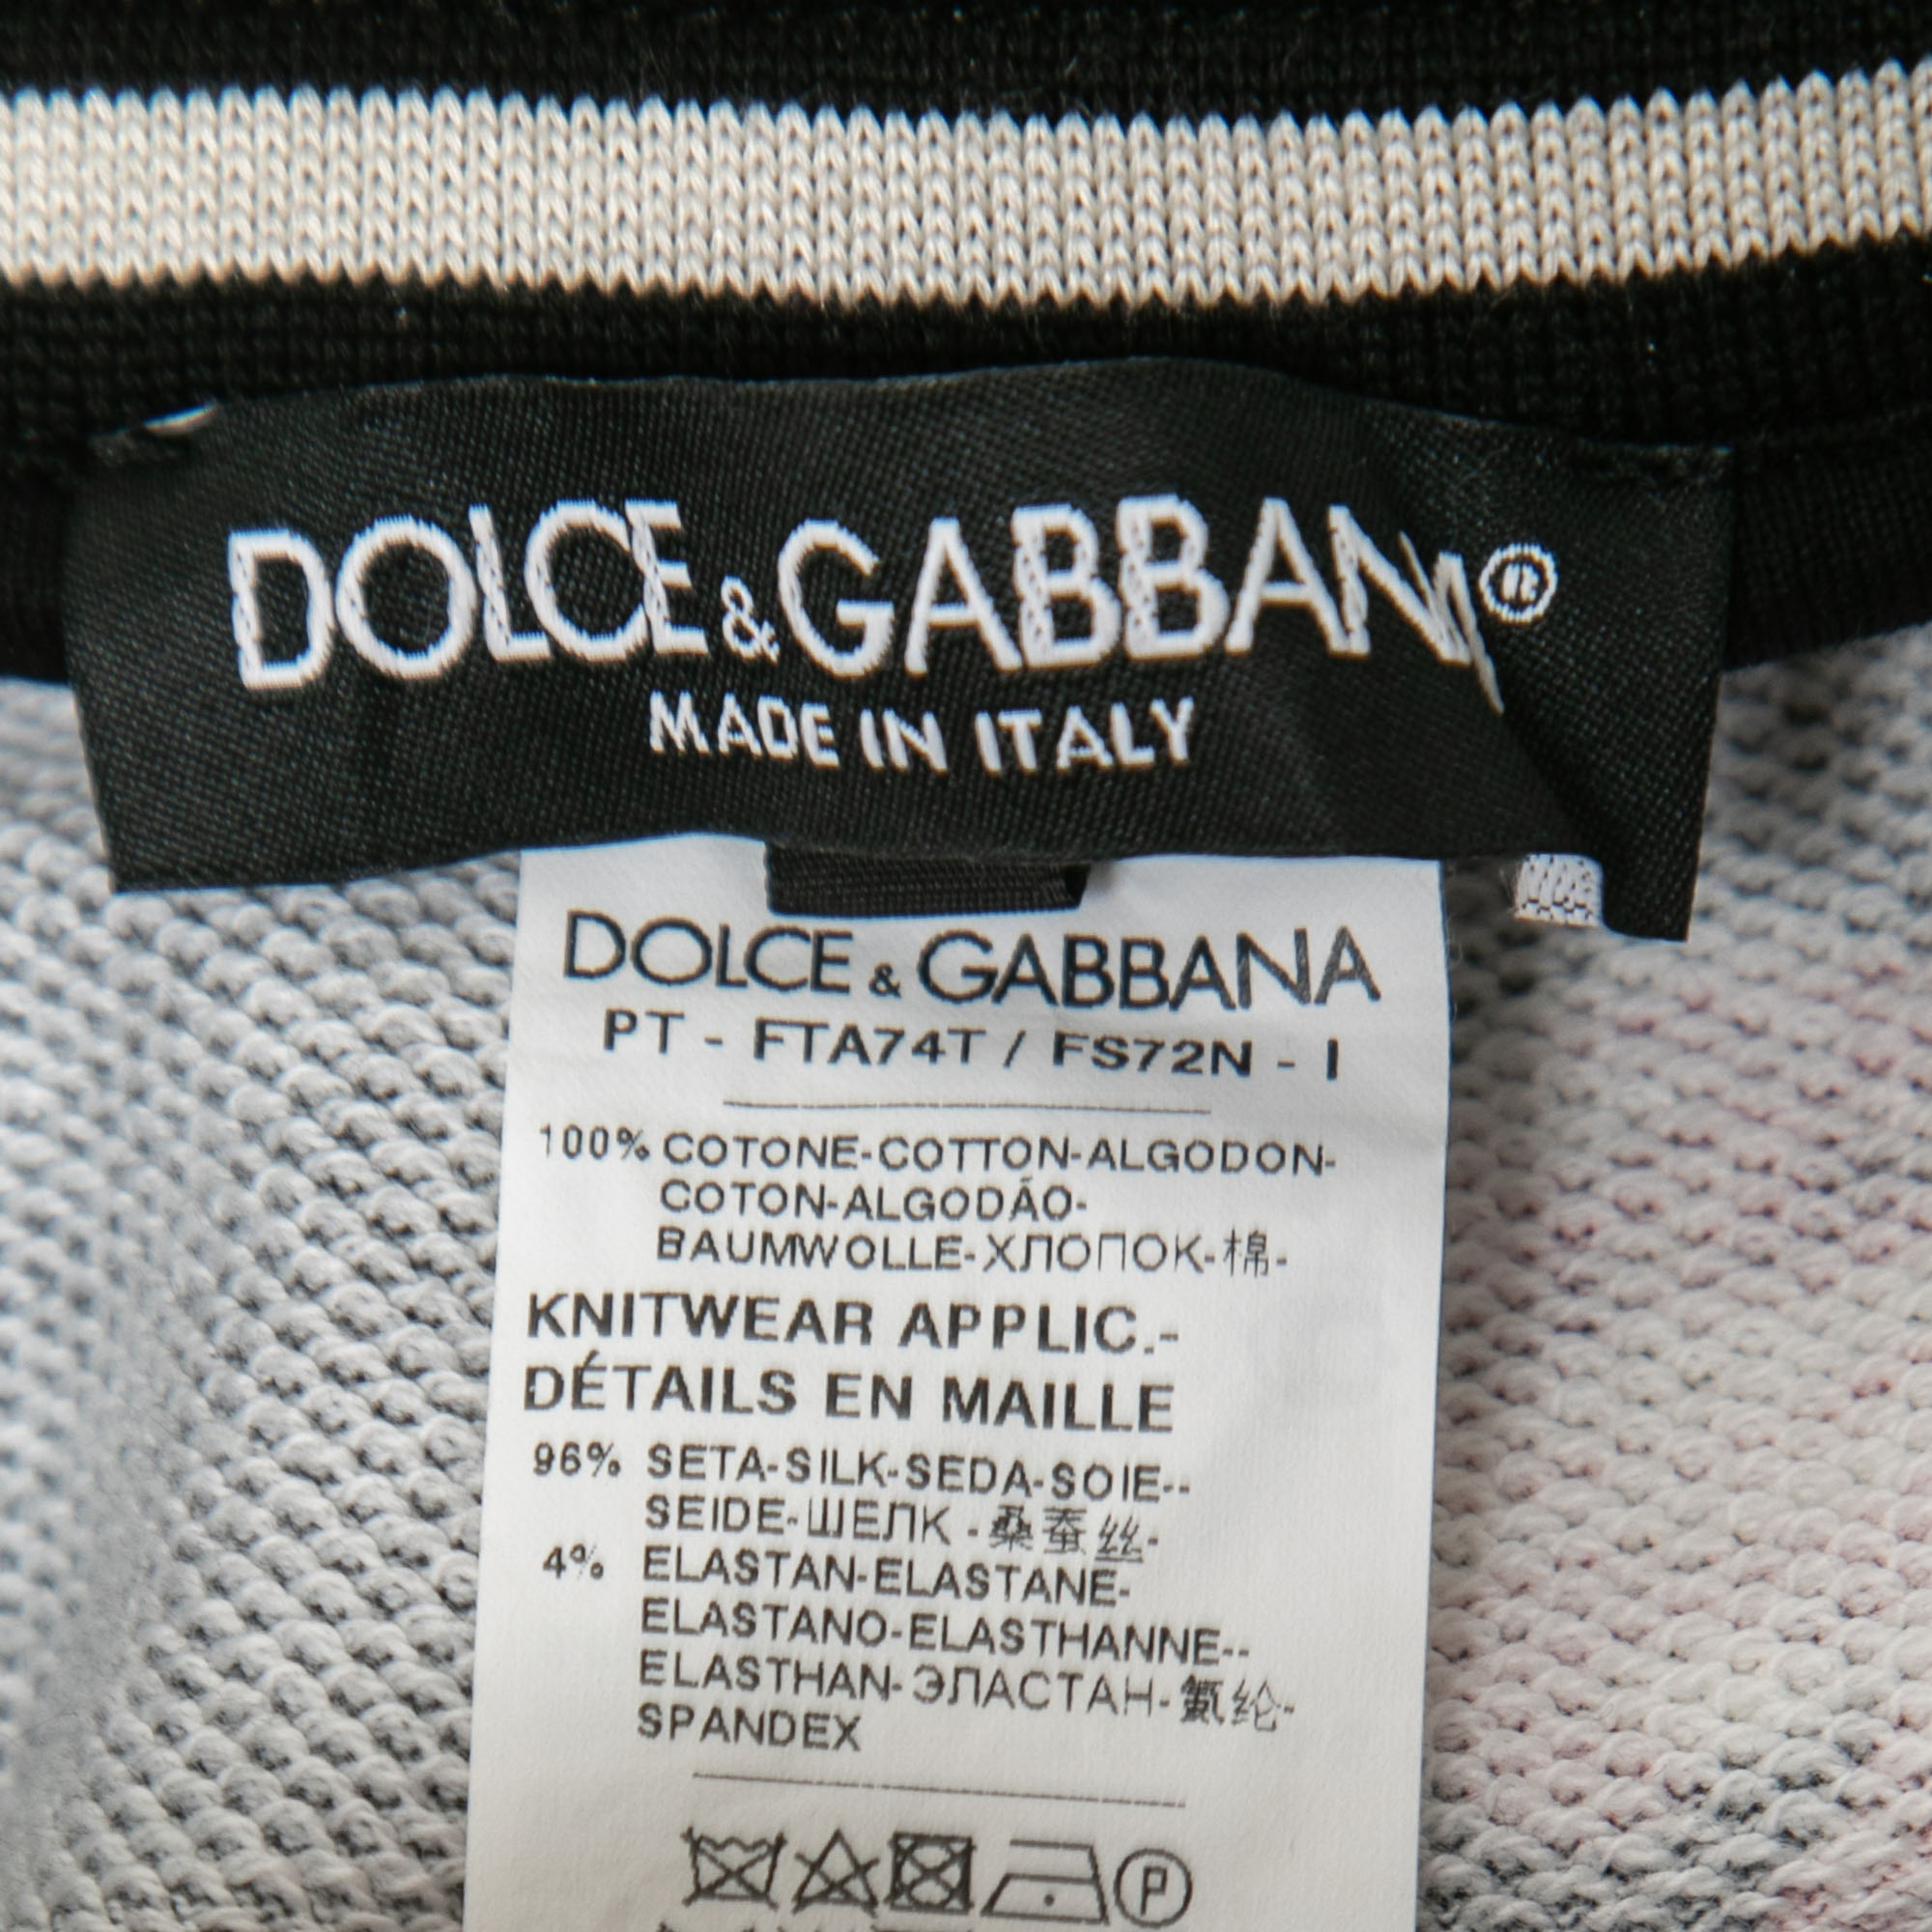 DOLCE & GABBANA®
MADE IN ITALY
DOLCE & GABBANA
PT - FTA74T / FS72N - I
100% COTONE-COTTON-ALGODON-
COTON-ALGODÃO-
BAUMWOLLE-ХЛОПОК-棉-
KNITWEAR APPLIC.-
DÉTAILS EN MAILLE
96% SETA-SILK-SEDA-SOIE--
SEIDE-ШЕЛК-桑蚕丝-
4% ELASTAN-ELASTANE-
ELASTANO-ELASTHANNE--
ELASTHAN-ЭЛАСТАН-氨纶-
SPANDEX
P